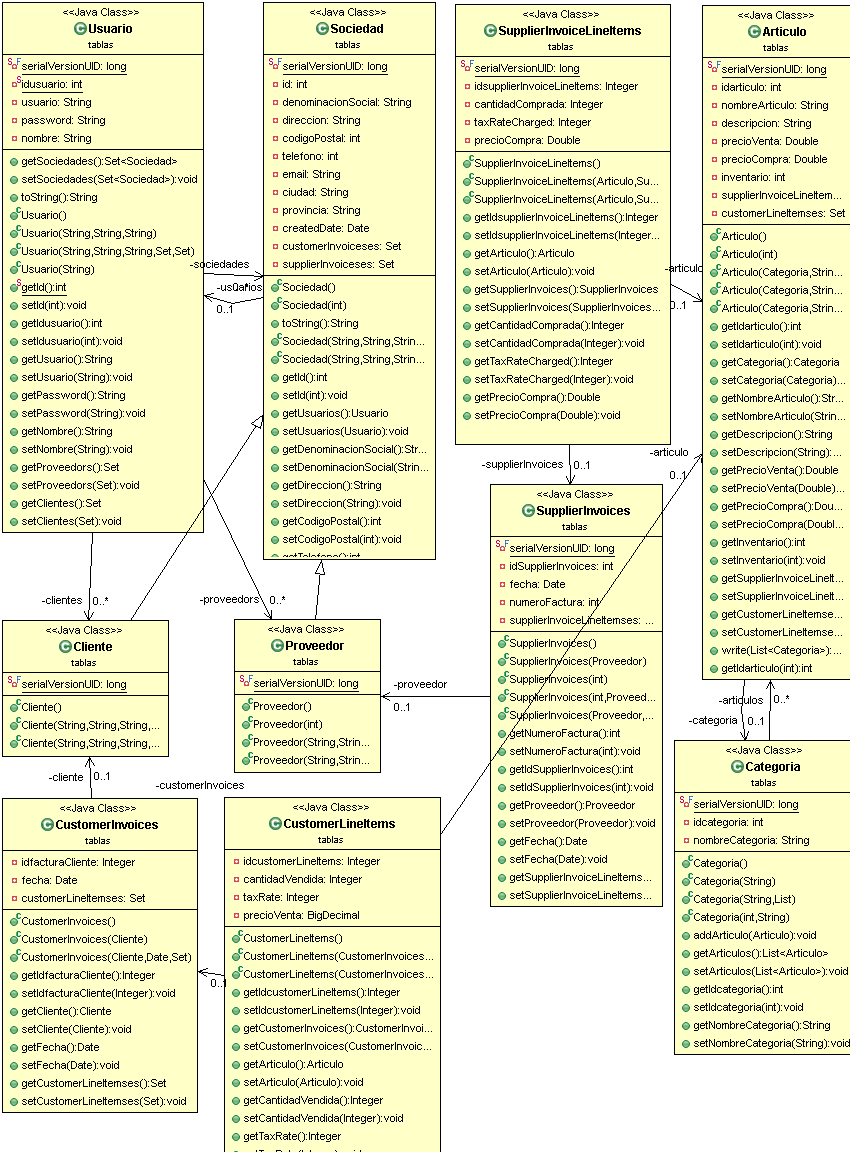 <<Java Class>>
Usuario
tablas
serialVersionUID: long
idusuario: int
usuario: String
password: String
nombre: String
getSociedades():Set<Sociedad>
setSociedades(Set<Sociedad>):void
toString():String
Usuario()
Usuario(String,String,String)
Usuario(String,String,String,Set,Set)
Usuario(String)
getId():int
setId(int):void
getIdusuario():int
setIdusuario(int):void
getUsuario():String
setUsuario(String):void
getPassword():String
setPassword(String):void
getNombre():String
setNombre(String):void
getProveedors():Set
setProveedors(Set):void
getClientes():Set
setClientes(Set):void
<<Java Class>>
Sociedad
tablas
serialVersionUID: long
id: int
denominacionSocial: String
direccion: String
codigoPostal: int
telefono: int
email: String
ciudad: String
provincia: String
createdDate: Date
customerInvoiceses: Set
supplierInvoiceses: Set
Sociedad()
Sociedad(int)
toString():String
Sociedad(String,String,Strin...
Sociedad(String,String,Strin...
getId():int
setId(int):void
getUsuarios():Usuario
setUsuarios(Usuario):void
getDenominacionSocial():Str...
setDenominacionSocial(Strin...
getDireccion():String
setDireccion(String):void
getCodigoPostal():int
setCodigoPostal(int):void
getTelefono():int
-sociedades
-usuarios
0..*
0..1
<<Java Class>>
SupplierInvoiceLineItems
tablas
serialVersionUID: long
idsupplierInvoiceLineItems: Integer
cantidadComprada: Integer
taxRateCharged: Integer
precioCompra: Double
SupplierInvoiceLineItems()
SupplierInvoiceLineItems(Articulo,Su...
SupplierInvoiceLineItems(Articulo,Su...
getIdsupplierInvoiceLineItems():Integer
setIdsupplierInvoiceLineItems(Integer...
getArticulo():Articulo
setArticulo(Articulo):void
getSupplierInvoices():SupplierInvoices
setSupplierInvoices(SupplierInvoices...
getCantidadComprada():Integer
setCantidadComprada(Integer):void
getTaxRateCharged():Integer
setTaxRateCharged(Integer):void
getPrecioCompra():Double
setPrecioCompra(Double):void
-articulo
0..1
<<Java Class>>
Articulo
tablas
serialVersionUID: long
idarticulo: int
nombreArticulo: String
descripcion: String
precioVenta: Double
precioCompra: Double
inventario: int
supplierInvoiceLineItem...
customerLineItemses: Set
Articulo()
Articulo(int)
Articulo(Categoria,Strin...
Articulo(Categoria,Strin...
Articulo(Categoria,Strin...
getIdarticulo():int
setIdarticulo(int):void
getCategoria():Categoria
setCategoria(Categoria)...
getNombreArticulo():Str...
setNombreArticulo(Strin...
getDescripcion():String
setDescripcion(String):...
getPrecioVenta():Double
setPrecioVenta(Double)...
getPrecioCompra():Dou...
setPrecioCompra(Doubl...
getInventario():int
setInventario(int):void
getSupplierInvoiceLineIt...
setSupplierInvoiceLineIt...
getCustomerLineItemse...
setCustomerLineItemse...
write(List<Categoria>):...
getIdarticulo(int):int
-supplierInvoices
0..1
-articulo
0..1
-clientes
0..*
-proveedors
0..*
<<Java Class>>
Cliente
tablas
serialVersionUID: long
Cliente()
Cliente(String,String,String,...
Cliente(String,String,String,...
<<Java Class>>
Proveedor
tablas
serialVersionUID: long
Proveedor()
Proveedor(int)
Proveedor(String,Strin...
Proveedor(String,Strin...
-proveedor
0..1
<<Java Class>>
SupplierInvoices
tablas
serialVersionUID: long
idSupplierInvoices: int
fecha: Date
numeroFactura: int
supplierInvoiceLineItemses: ...
SupplierInvoices()
SupplierInvoices(Proveedor)
SupplierInvoices(int)
SupplierInvoices(int,Proveed...
SupplierInvoices(Proveedor,...
getNumeroFactura():int
setNumeroFactura(int):void
getIdSupplierInvoices():int
setIdSupplierInvoices(int):void
getProveedor():Proveedor
setProveedor(Proveedor):void
getFecha():Date
setFecha(Date):void
getSupplierInvoiceLineItems...
setSupplierInvoiceLineItems...
-articulos
0..*
-categoria
0..1
<<Java Class>>
Categoria
tablas
serialVersionUID: long
idcategoria: int
nombreCategoria: String
Categoria()
Categoria(String)
Categoria(String,List)
Categoria(int,String)
addArticulo(Articulo):void
getArticulos():List<Articulo>
setArticulos(List<Articulo>):void
getIdcategoria():int
setIdcategoria(int):void
getNombreCategoria():String
setNombreCategoria(String):void
-cliente
0..1
-customerInvoices
<<Java Class>>
CustomerInvoices
tablas
idfacturaCliente: Integer
fecha: Date
customerLineItemses: Set
CustomerInvoices()
CustomerInvoices(Cliente)
CustomerInvoices(Cliente,Date,Set)
getIdfacturaCliente():Integer
setIdfacturaCliente(Integer):void
getCliente():Cliente
setCliente(Cliente):void
getFecha():Date
setFecha(Date):void
getCustomerLineItemses():Set
setCustomerLineItemses(Set):void
0..1
<<Java Class>>
CustomerLineItems
tablas
idcustomerLineItems: Integer
cantidadVendida: Integer
taxRate: Integer
precioVenta: BigDecimal
CustomerLineItems()
CustomerLineItems(CustomerInvoices...
CustomerLineItems(CustomerInvoices...
getIdcustomerLineItems():Integer
setIdcustomerLineItems(Integer):void
getCustomerInvoices():CustomerInvoi...
setCustomerInvoices(CustomerInvoic...
getArticulo():Articulo
setArticulo(Articulo):void
getCantidadVendida():Integer
setCantidadVendida(Integer):void
getTaxRate():Integer
setTaxRate(Integer):void